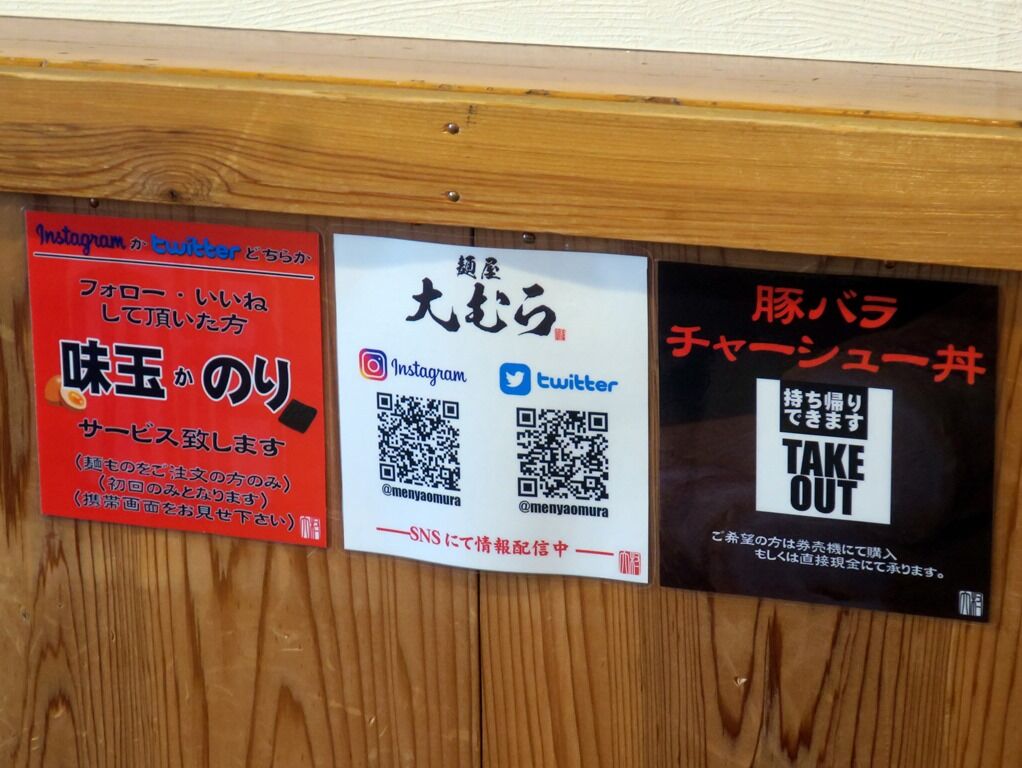 Instagram か twitter どちらか
フォロー・いいね
して頂いた方
味玉 か のり
サービス致します
(麺ものをご注文の方のみ)
(初回のみとなります)
(携帯画面をお見せ下さい)
麺屋
大むら
Instagram
twitter
@menyaomura
@menyaomura
SNSにて情報配信中
豚バラ
チャーシュー丼
持ち帰り
できます
TAKE
OUT
ご希望の方は券売機にて購入
もしくは直接現金にて承ります。